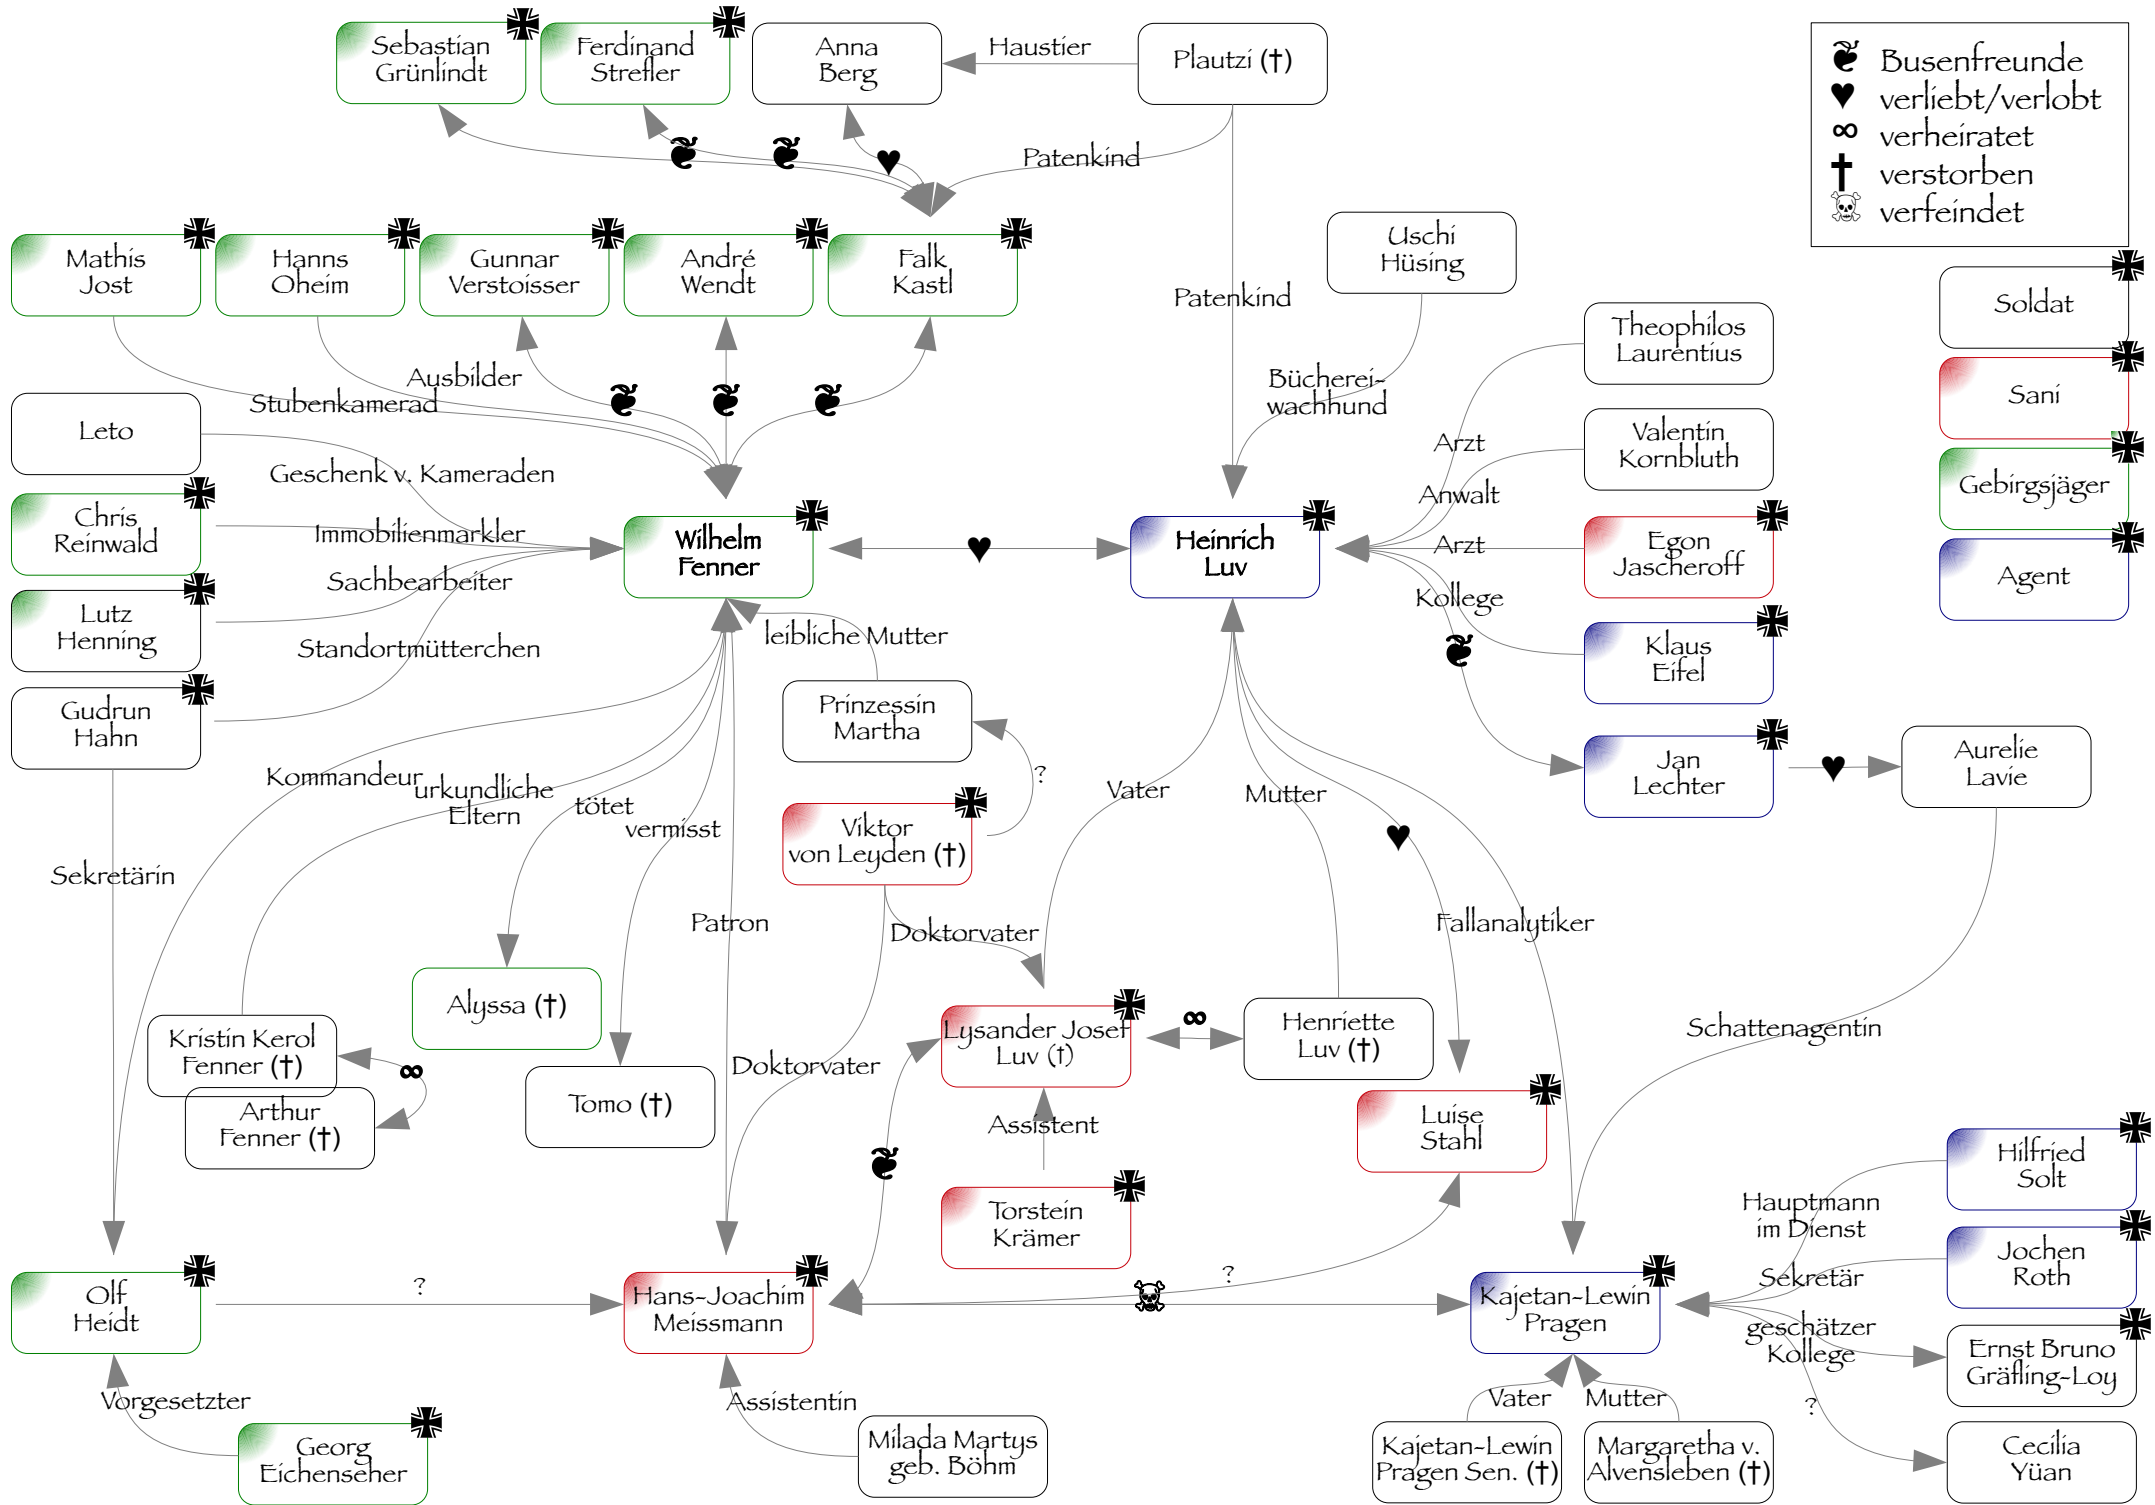 Sebastian
Grünlindt
Ferdinand
Strefler
Anna
Berg
Haustier
Plautzi (†)
Busenfreunde
verliebt/verlobt
∞ verheiratet
† verstorben
verfeindet
Patenkind
Mathis
Jost
Hanns
Oheim
Gunnar
Verstoisser
André
Wendt
Falk
Kastl
Patenkind
Uschi
Hüsing
Soldat
Theophilos
Laurentius
Ausbilder
Stubenkamerad
Bücherei-
wachhund
Sani
Leto
Arzt
Valentin
Kornbluth
Geschenk v. Kameraden
Anwalt
Gebirgsjäger
Chris
Reinwald
Immobilienmarkler
Wilhelm
Fenner
Heinrich
Luv
Arzt
Egon
Jascheroff
Agent
Sachbearbeiter
Kollege
Lutz
Henning
Standortmütterchen
leibliche Mutter
Klaus
Eifel
Gudrun
Hahn
Prinzessin
Martha
Jan
Lechter
Aurelie
Lavie
Kommandeur
urkundliche
Eltern
tötet
vermisst
?
Vater
Mutter
Viktor
von Leyden (†)
Sekretärin
Patron
Doktorvater
Fallanalytiker
Alyssa (†)
Kristin Kerol
Fenner (†)
∞
Arthur
Fenner (†)
Tomo (†)
Doktorvater
Lysander Josef
Luv (†)
∞
Henriette
Luv (†)
Schattenagentin
Assistent
Luise
Stahl
Torstein
Krämer
Hilfried
Solt
Hauptmann
im Dienst
Jochen
Roth
Sekretär
Olf
Heidt
?
Hans-Joachim
Meissmann
?
Kajetan-Lewin
Pragen
geschätzer
Kollege
Ernst Bruno
Gräfling-Loy
Vorgesetzter
Assistentin
Vater
Mutter
?
Georg
Eichenseher
Milada Martys
geb. Böhm
Kajetan-Lewin
Pragen Sen. (†)
Margaretha v.
Alvensleben (†)
Cecilia
Yüan